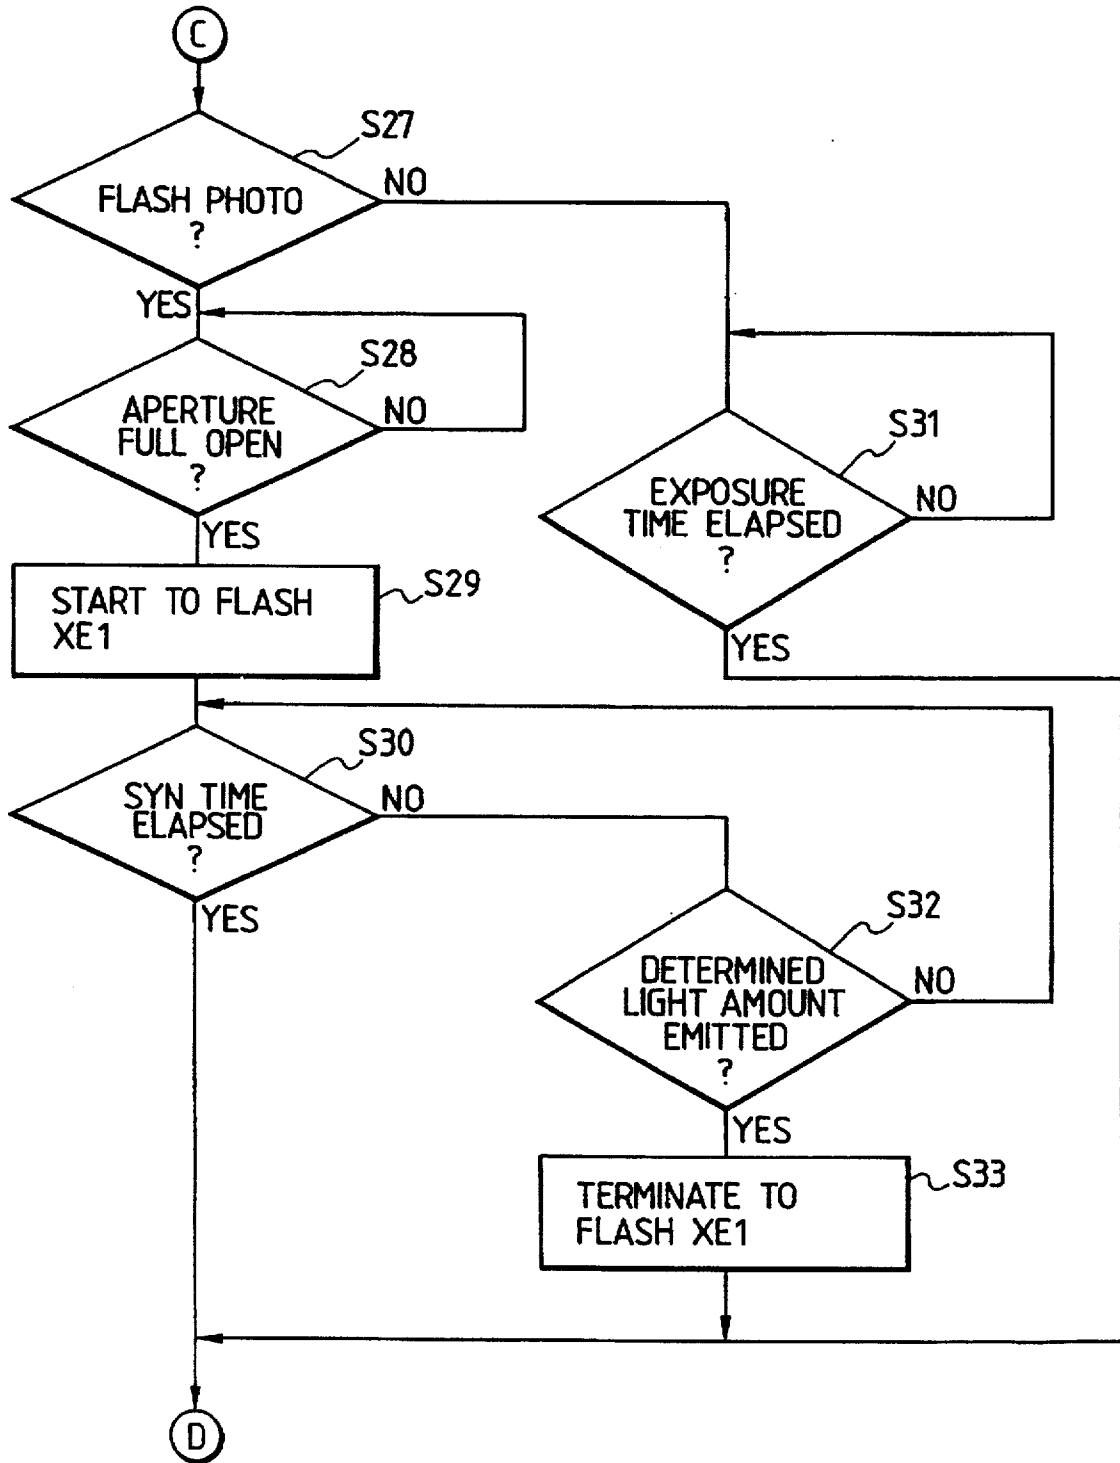 C
S27
FLASH PHOTO
?
NO
YES
S28
APERTURE
FULL OPEN
?
NO
YES
S31
EXPOSURE
TIME ELAPSED
?
NO
YES
START TO FLASH
XE1
S29
S30
SYN TIME
ELAPSED
?
NO
YES
S32
DETERMINED
LIGHT AMOUNT
EMITTED
?
NO
YES
TERMINATE TO
FLASH XE1
S33
D